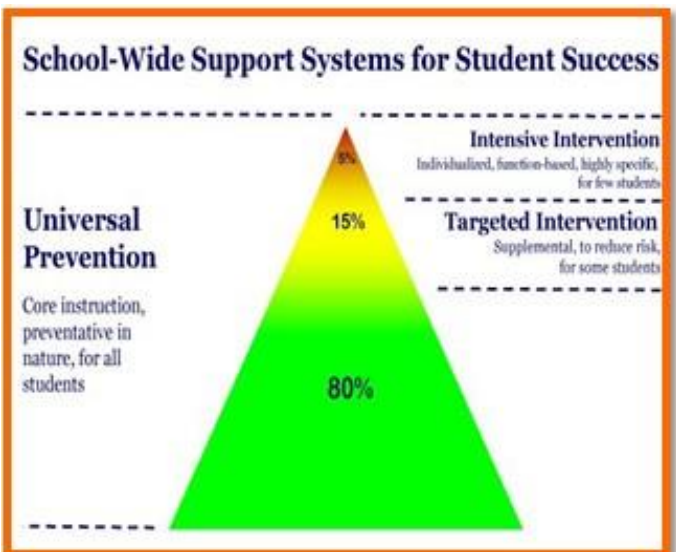 School-Wide Support Systems for Student Success
Intensive Intervention
Individualized, function-based, highly specific,
for few students
5%
Targeted Intervention
Supplemental, to reduce risk,
for some students
15%
Universal
Prevention
Core instruction,
preventative in
nature, for all
students
80%